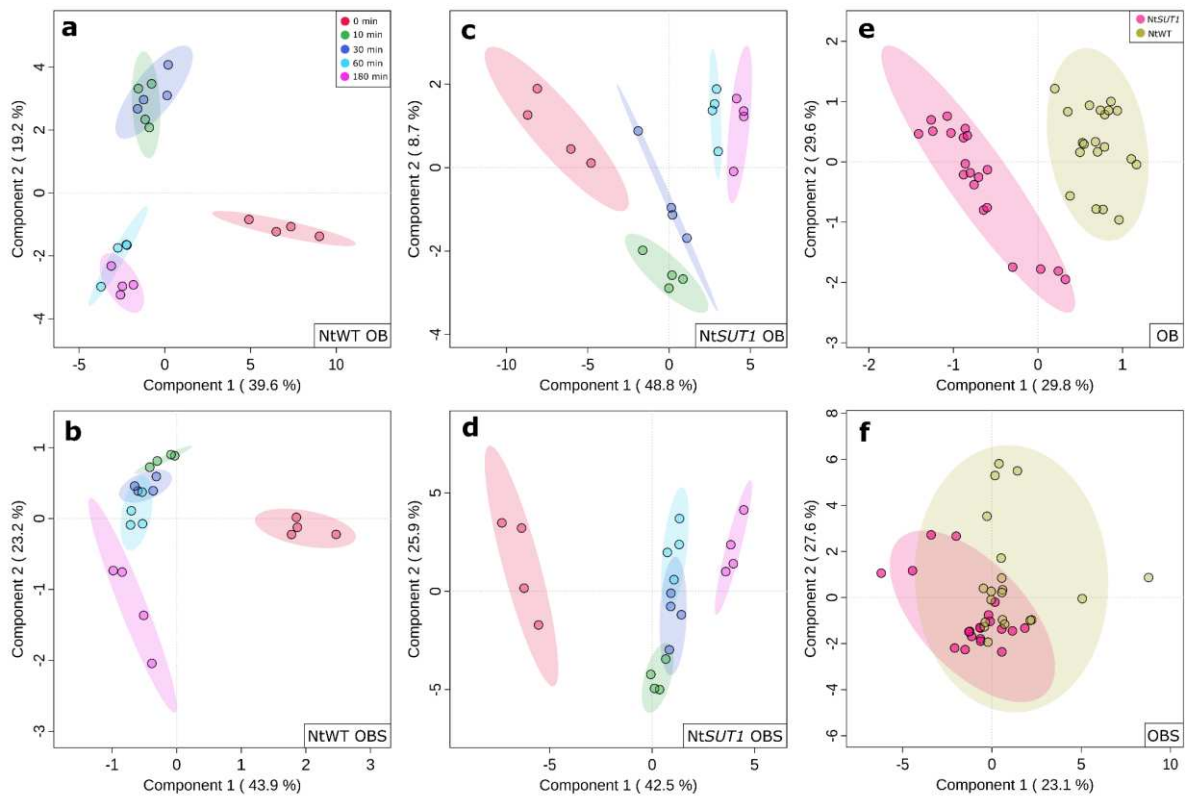 a
0 min
10 min
30 min
60 min
180 min
Component 2 ( 19.2 %)
4
2
0
-2
-4
NtWT OB
-5
0
5
10
Component 1 ( 39.6 %)
c
Component 2 ( 8.7 %)
4
2
0
-2
-4
NtSUT1 OB
-10
-5
0
5
Component 1 ( 48.8 %)
e
NtSUT1
NtWT
Component 2 ( 29.6 %)
2
1
0
-1
-2
-3
OB
-2
-1
0
1
Component 1 ( 29.8 %)
b
Component 2 ( 23.2 %)
1
0
-1
-2
-3
NtWT OBS
-1
0
1
2
3
Component 1 ( 43.9 %)
d
Component 2 ( 25.9 %)
5
0
-5
NtSUT1 OBS
-5
0
5
Component 1 ( 42.5 %)
f
Component 2 ( 27.6 %)
8
6
4
2
0
-2
-4
-6
OBS
-5
0
5
10
Component 1 ( 23.1 %)